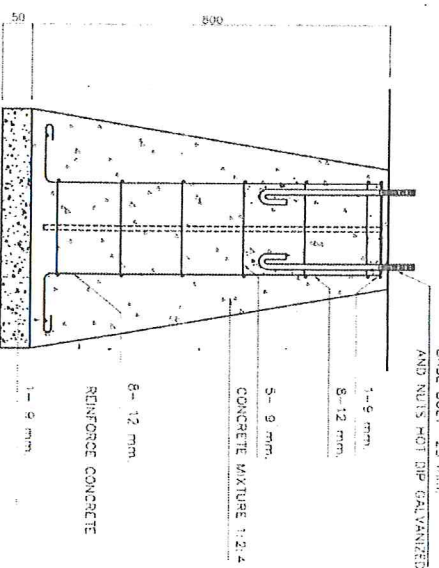 50
800
AND NUTS HOT DIP GALVANIZED
1- 9 mm.
8-12 mm.
5- 9 mm.
CONCRETE MIXTURE 1:2:4
8- 12 mm.
REINFORCE CONCRETE
1- 9 mm.